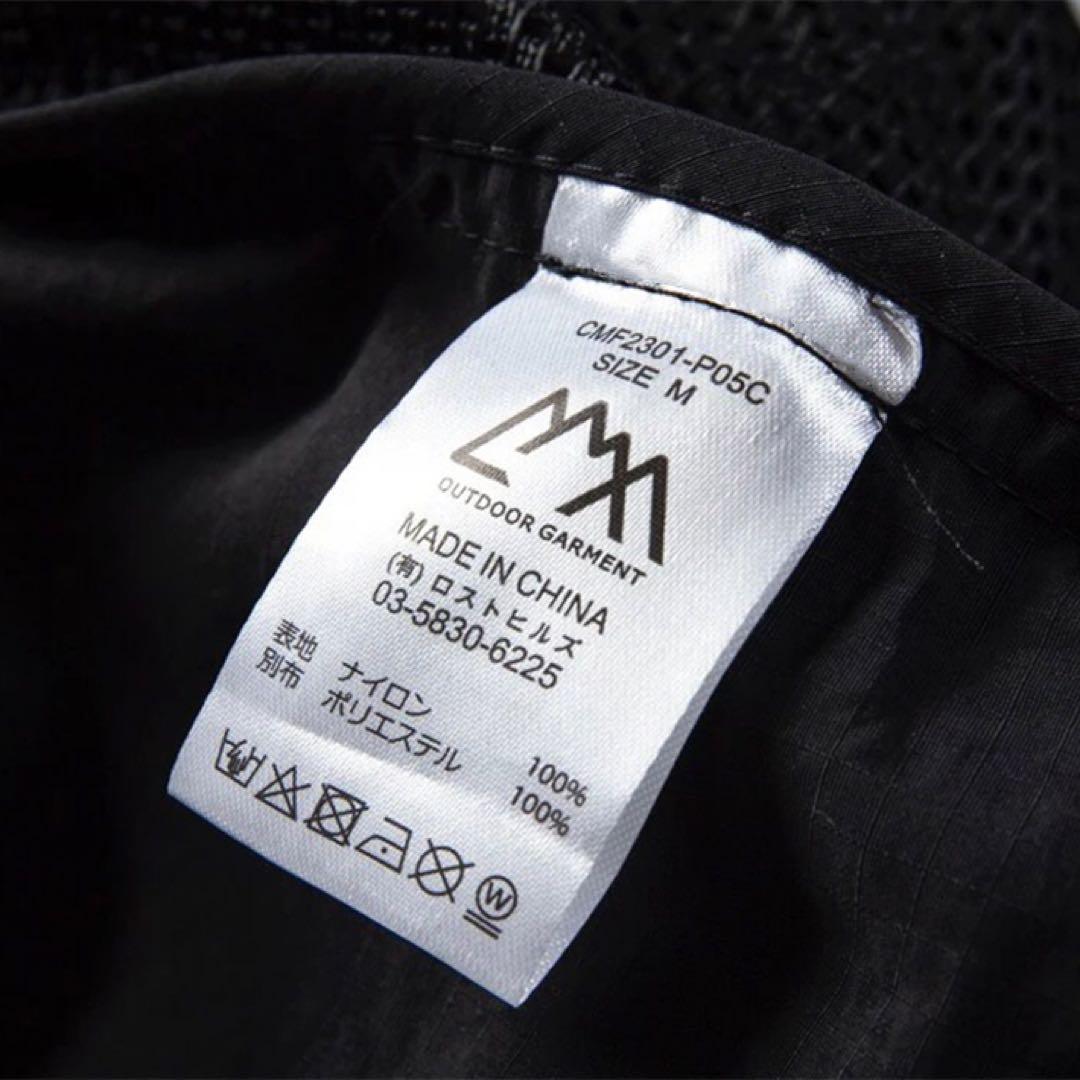 CMF2301-P05C
SIZE M
OUTDOOR GARMENT
MADE IN CHINA
(有)ロストヒルズ
03-5830-6225
表地 ナイロン 100%
別布 ポリエステル 100%
W